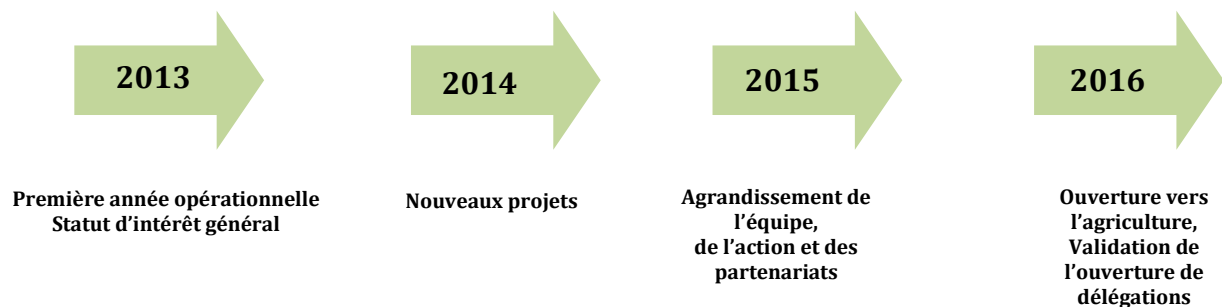 2013
Première année opérationnelle
Statut d'intérêt général
2014
Nouveaux projets
2015
Agrandissement de
l'équipe,
de l'action et des
partenariats
2016
Ouverture vers
l'agriculture,
Validation de
l'ouverture de
délégations